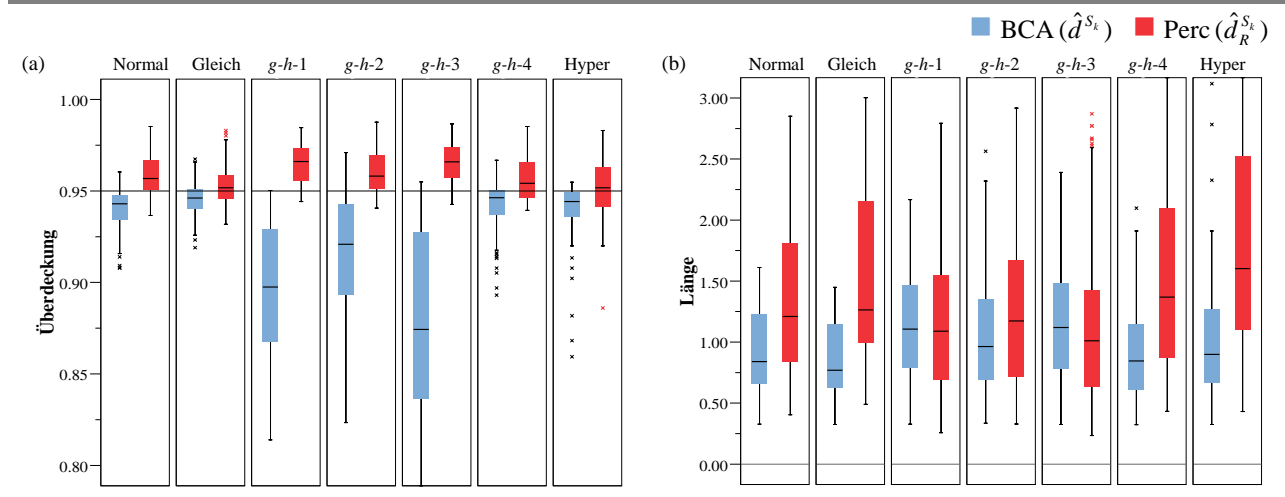 BCA (d̂^{S_k}) Perc (d̂_R^{S_k})
(a) Normal Gleich g-h-1 g-h-2 g-h-3 g-h-4 Hyper
1.00
0.95
0.90
0.85
0.80
Überdeckung
(b) Normal Gleich g-h-1 g-h-2 g-h-3 g-h-4 Hyper
3.00
2.50
2.00
1.50
1.00
0.50
0.00
Länge